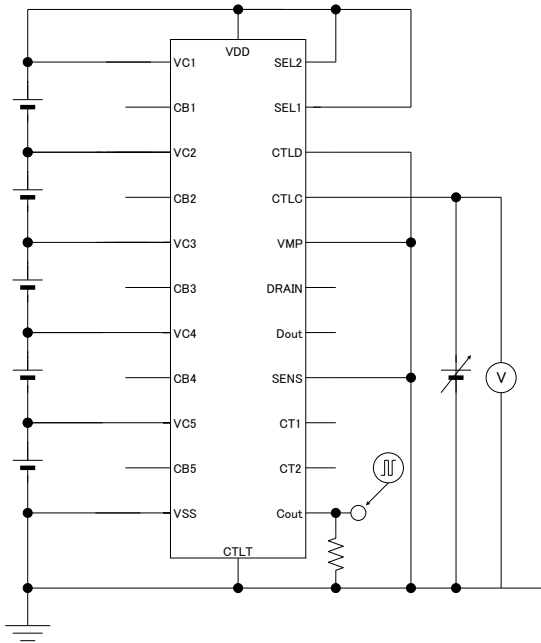 VDD
VC1
SEL2
CB1
SEL1
VC2
CTLD
CB2
CTLC
VC3
VMP
CB3
DRAIN
VC4
Dout
CB4
SENS
V
VC5
CT1
CB5
CT2
VSS
Cout
CTLT